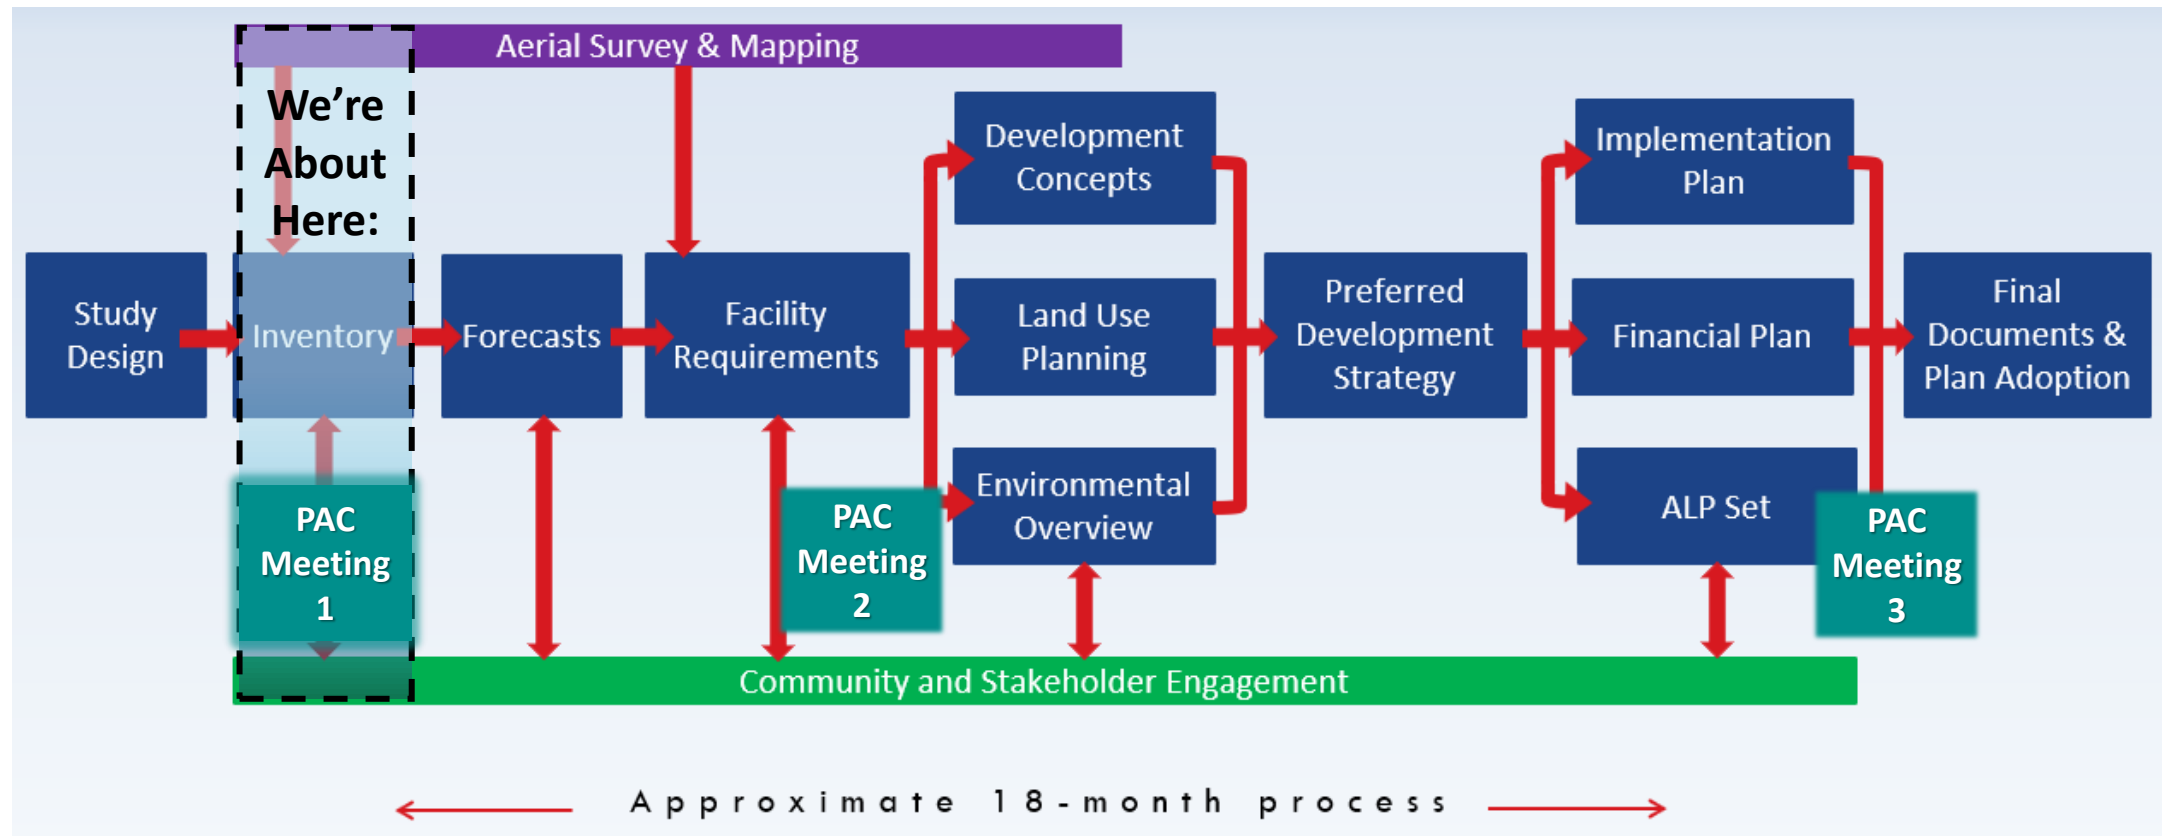 Aerial Survey & Mapping
We're
About
Here:
Study
Design
Inventory
Forecasts
Facility
Requirements
Development
Concepts
Land Use
Planning
Environmental
Overview
Preferred
Development
Strategy
Implementation
Plan
Financial Plan
ALP Set
Final
Documents &
Plan Adoption
PAC
Meeting
1
PAC
Meeting
2
PAC
Meeting
3
Community and Stakeholder Engagement
Approximate 18-month process